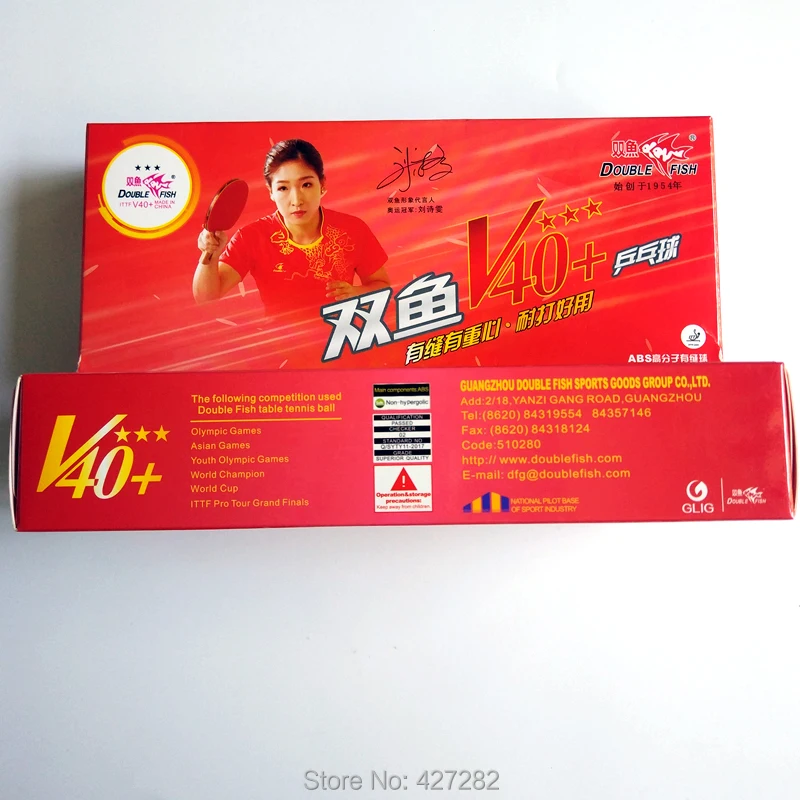 ★★★
双鱼
DOUBLE FISH
ITTF V40+ MADE IN CHINA
双鱼形象代言人
奥运冠军:刘诗雯
双鱼
®
DOUBLE FISH
始创于1954年
双鱼 V40+ ★★★ 乒乓球
有缝有重心·耐打好用
ABS高分子有缝球
V40+ ★★★
The following competition used
Double Fish table tennis ball
Olympic Games
Asian Games
Youth Olympic Games
World Champion
World Cup
ITTF Pro Tour Grand Finals
Main components:ABS
Non-hypergolic
QUALIFICATION
PASSED
CHECKER
02
STANDARD NO
Q/SYTY11-2017
GRADE
SUPERIOR QUALITY
Operation&storage
precautions:
Keep away from children
GUANGZHOU DOUBLE FISH SPORTS GOODS GROUP CO.,LTD.
Add:2/18,YANZI GANG ROAD,GUANGZHOU
Tel:(8620) 84319554 84357146
Fax: (8620) 84318124
Code:510280
http:// www.doublefish.com
E-mail: dfg@doublefish.com
NATIONAL PILOT BASE
OF SPORT INDUSTRY
GLIG
双鱼
DOUBLE FISH
Store No: 427282